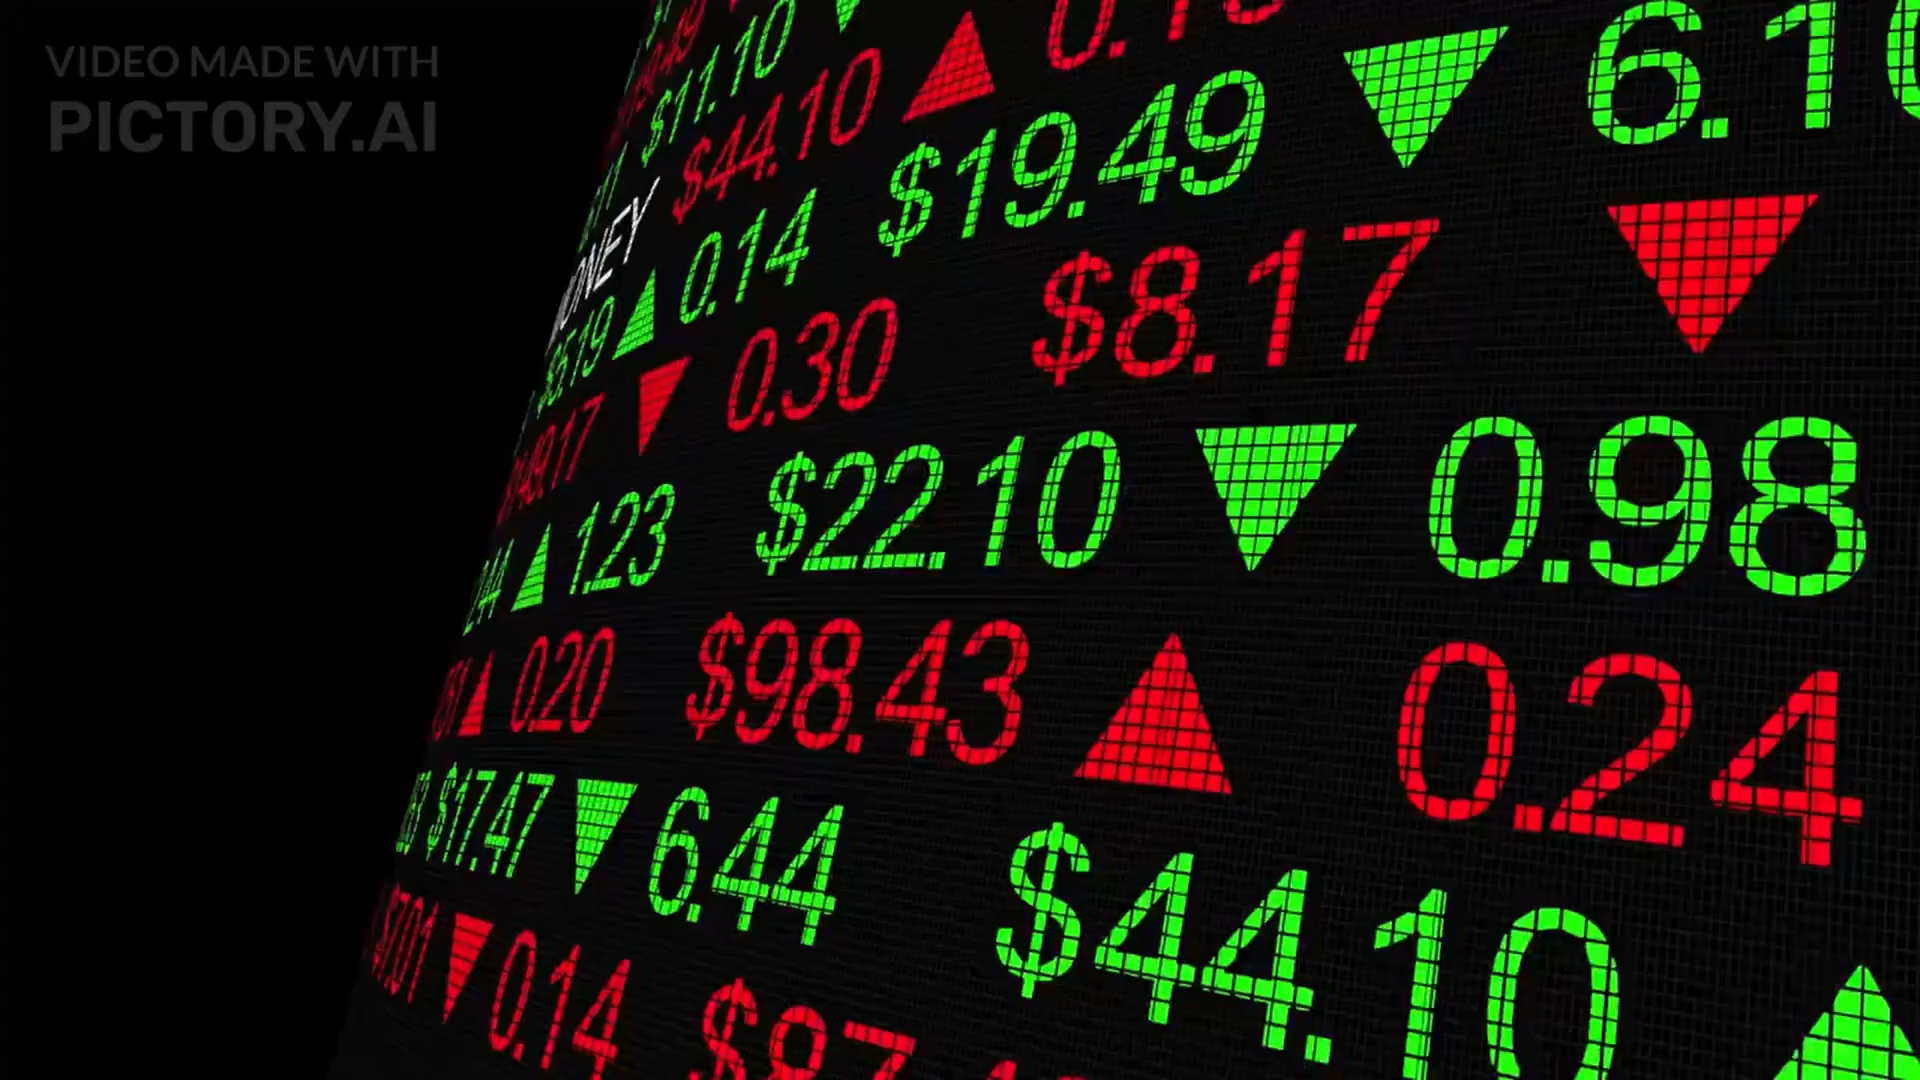 VIDEO MADE WITH
PICTORY.AI
$11.10
$44.10 ▲ 0.10
$19.49 ▼ 6.10
MONEY
▲ 0.14
$8.17 ▼
▼ 0.30
$22.10 ▼ 0.98
▲ 1.23
$98.43 ▲ 0.24
▲ 0.20
$44.10 ▲
$17.47 ▼ 6.44
▼ 0.14